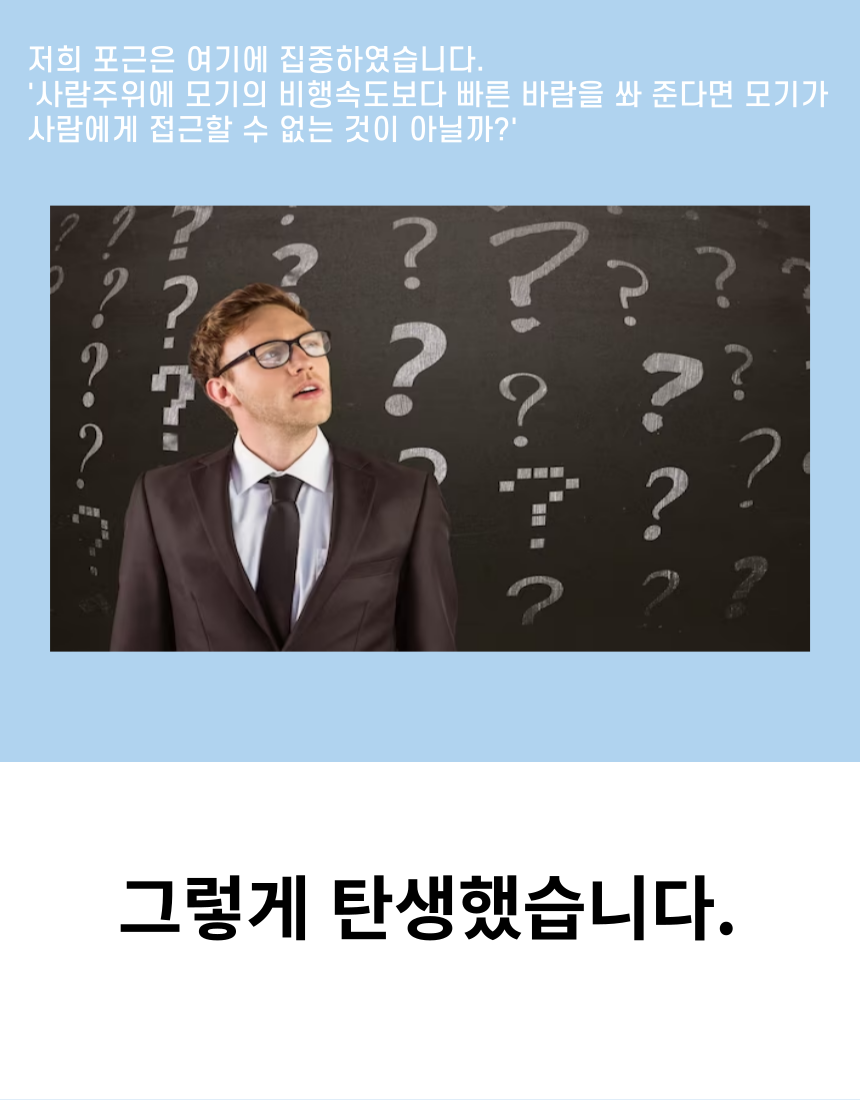 저희 포근은 여기에 집중하였습니다.
'사람주위에 모기의 비행속도보다 빠른 바람을 쏴 준다면 모기가
사람에게 접근할 수 없는 것이 아닐까?'
그렇게 탄생했습니다.